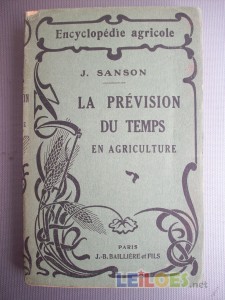 Encyclopédie agricole
J. SANSON
LA PRÉVISION
DU TEMPS
EN AGRICULTURE
PARIS
J.-B. BAILLIÈRE et FILS
LEILOES.net